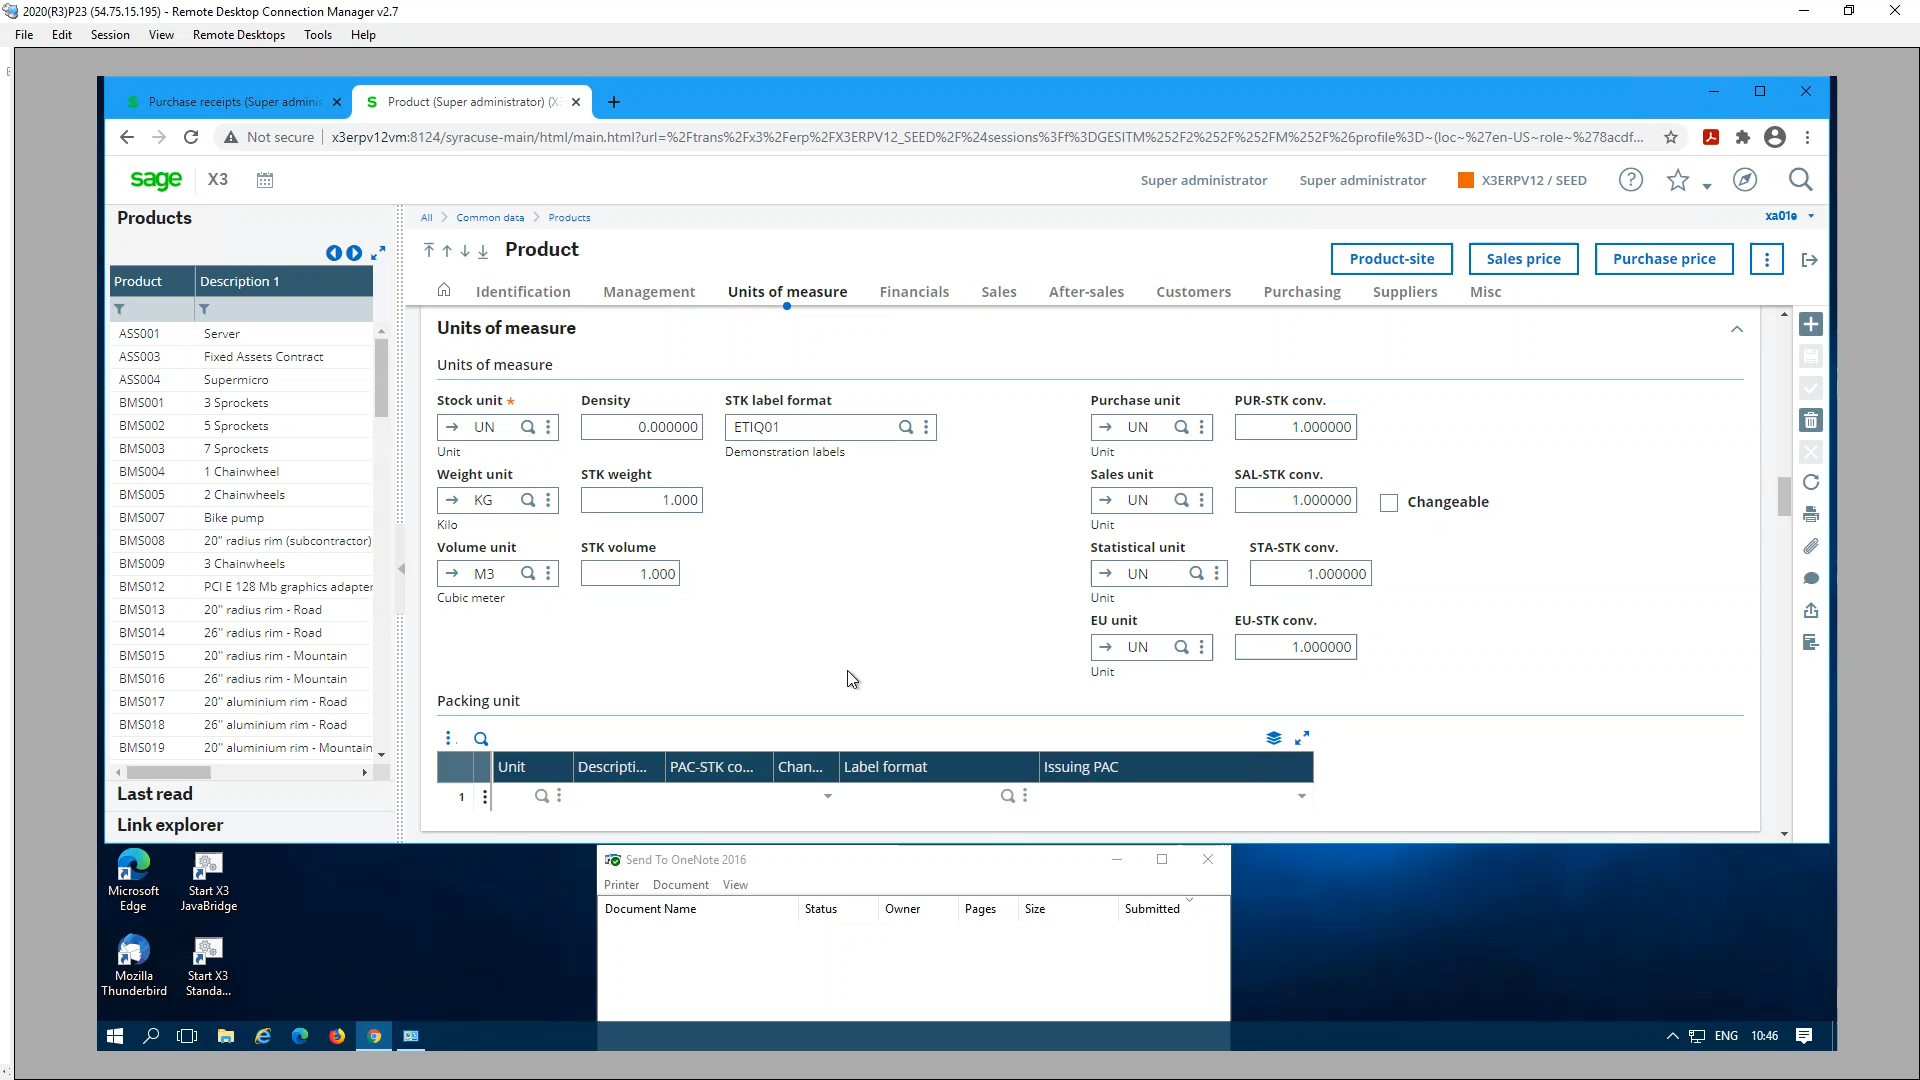 2020(R3)P23 (54.75.15.195) - Remote Desktop Connection Manager v2.7
File Edit Session View Remote Desktops Tools Help
Purchase receipts (Super adminis
Product (Super administrator) (X
Not secure
x3erpv12vm:8124/syracuse-main/html/main.html?url=%2Ftrans%2Fx3%2Ferp%2FX3ERPV12_SEED%2F%24sessions%3Ff%3DGESITM%252F2%252F%252FM%252F%26profile%3D~(loc~%27en-US~role~%278acdf...
sage X3
Super administrator
Super administrator
X3ERPV12 / SEED
Products
All Common data Products
xa01e
Product
Product-site
Sales price
Purchase price
Identification Management Units of measure Financials Sales After-sales Customers Purchasing Suppliers Misc
Product Description 1
ASS001 Server
ASS003 Fixed Assets Contract
ASS004 Supermicro
BMS001 3 Sprockets
BMS002 5 Sprockets
BMS003 7 Sprockets
BMS004 1 Chainwheel
BMS005 2 Chainwheels
BMS007 Bike pump
BMS008 20" radius rim (subcontractor)
BMS009 3 Chainwheels
BMS012 PCI E 128 Mb graphics adapter
BMS013 20" radius rim - Road
BMS014 26" radius rim - Road
BMS015 20" radius rim - Mountain
BMS016 26" radius rim - Mountain
BMS017 20" aluminium rim - Road
BMS018 26" aluminium rim - Road
BMS019 20" aluminium rim - Mountain
Last read
Link explorer
Units of measure
Units of measure
Stock unit * Density STK label format
UN 0.000000 ETIQ01
Unit Demonstration labels
Weight unit STK weight
KG 1.000
Kilo
Volume unit STK volume
M3 1.000
Cubic meter
Purchase unit PUR-STK conv.
UN 1.000000
Unit
Sales unit SAL-STK conv.
UN 1.000000 Changeable
Unit
Statistical unit STA-STK conv.
UN 1.000000
Unit
EU unit EU-STK conv.
UN 1.000000
Unit
Packing unit
Unit Descripti... PAC-STK co... Chan... Label format Issuing PAC
1
Microsoft
Edge
Start X3
JavaBridge
Mozilla
Thunderbird
Start X3
Standa...
Send To OneNote 2016
Printer Document View
Document Name Status Owner Pages Size Submitted
ENG 10:46